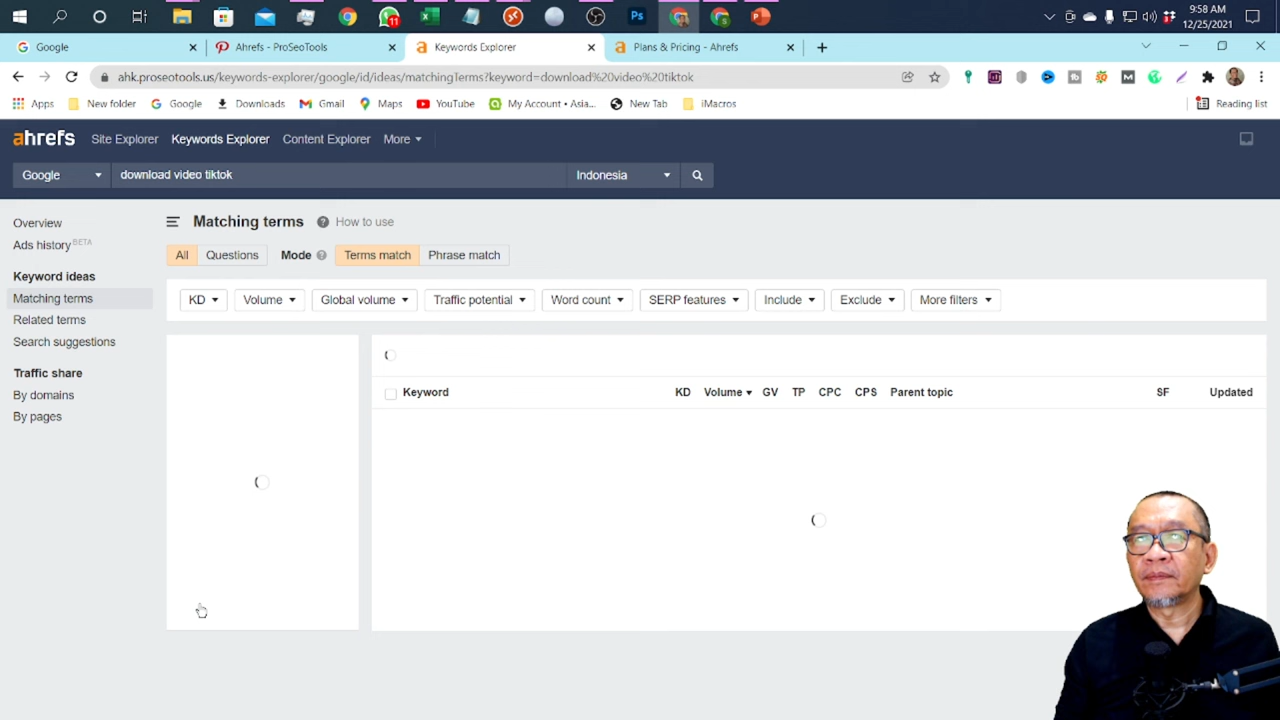 11
Ps
9:58 AM
12/25/2021
Google
Ahrefs - ProSeoTools
Keywords Explorer
Plans & Pricing - Ahrefs
ahk.proseotools.us/keywords-explorer/google/id/ideas/matchingTerms?keyword=download%20video%20tiktok
Apps
New folder
Google
Downloads
Gmail
Maps
YouTube
My Account • Asia...
New Tab
iMacros
Reading list
ahrefs
Site Explorer
Keywords Explorer
Content Explorer
More
Google
download video tiktok
Indonesia
Overview
Ads history BETA
Keyword ideas
Matching terms
Related terms
Search suggestions
Traffic share
By domains
By pages
Matching terms
? How to use
All
Questions
Mode ?
Terms match
Phrase match
KD
Volume
Global volume
Traffic potential
Word count
SERP features
Include
Exclude
More filters
Keyword
KD
Volume
GV
TP
CPC
CPS
Parent topic
SF
Updated